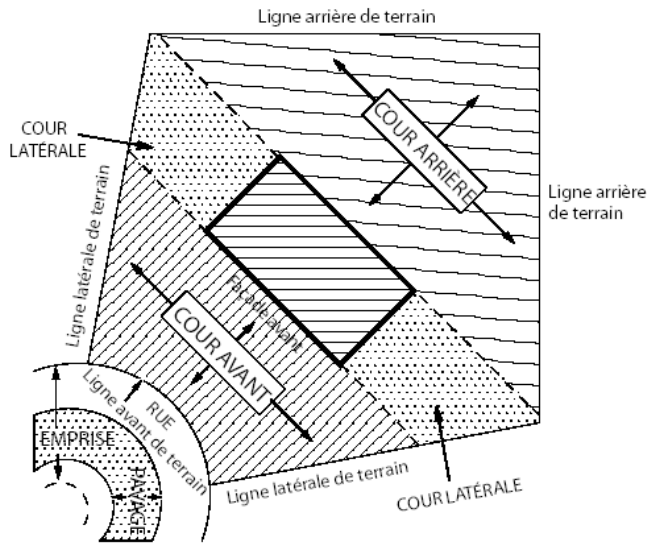 Ligne arrière de terrain
COUR
LATÉRALE
COUR ARRIÈRE
Ligne arrière
de terrain
Ligne latérale de terrain
Façade avant
COUR AVANT
RUE
Ligne avant de terrain
EMPRISE
PAVAGE
Ligne latérale de terrain
COUR LATÉRALE